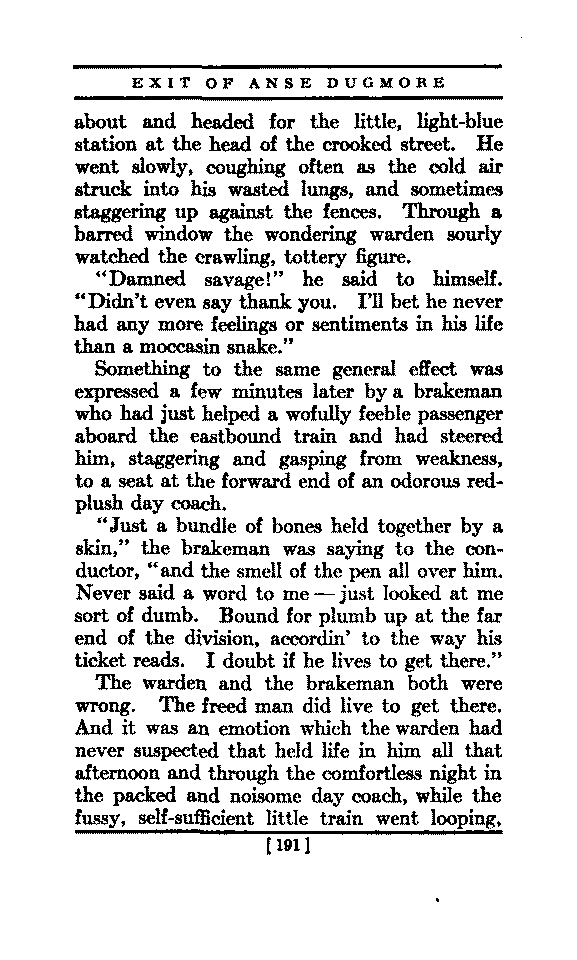 EXIT OF ANSE DUGMORE
about and headed for the little, light-blue
station at the head of the crooked street. He
went slowly, coughing often as the cold air
struck into his wasted lungs, and sometimes
staggering up against the fences. Through a
barred window the wondering warden sourly
watched the crawling, tottery figure.
"Damned savage!" he said to himself.
"Didn't even say thank you. I'll bet he never
had any more feelings or sentiments in his life
than a moccasin snake."
Something to the same general effect was
expressed a few minutes later by a brakeman
who had just helped a wofully feeble passenger
aboard the eastbound train and had steered
him, staggering and gasping from weakness,
to a seat at the forward end of an odorous red-
plush day coach.
"Just a bundle of bones held together by a
skin," the brakeman was saying to the con-
ductor, "and the smell of the pen all over him.
Never said a word to me — just looked at me
sort of dumb. Bound for plumb up at the far
end of the division, accordin' to the way his
ticket reads. I doubt if he lives to get there."
The warden and the brakeman both were
wrong. The freed man did live to get there.
And it was an emotion which the warden had
never suspected that held life in him all that
afternoon and through the comfortless night in
the packed and noisome day coach, while the
fussy, self-sufficient little train went looping,
[191]